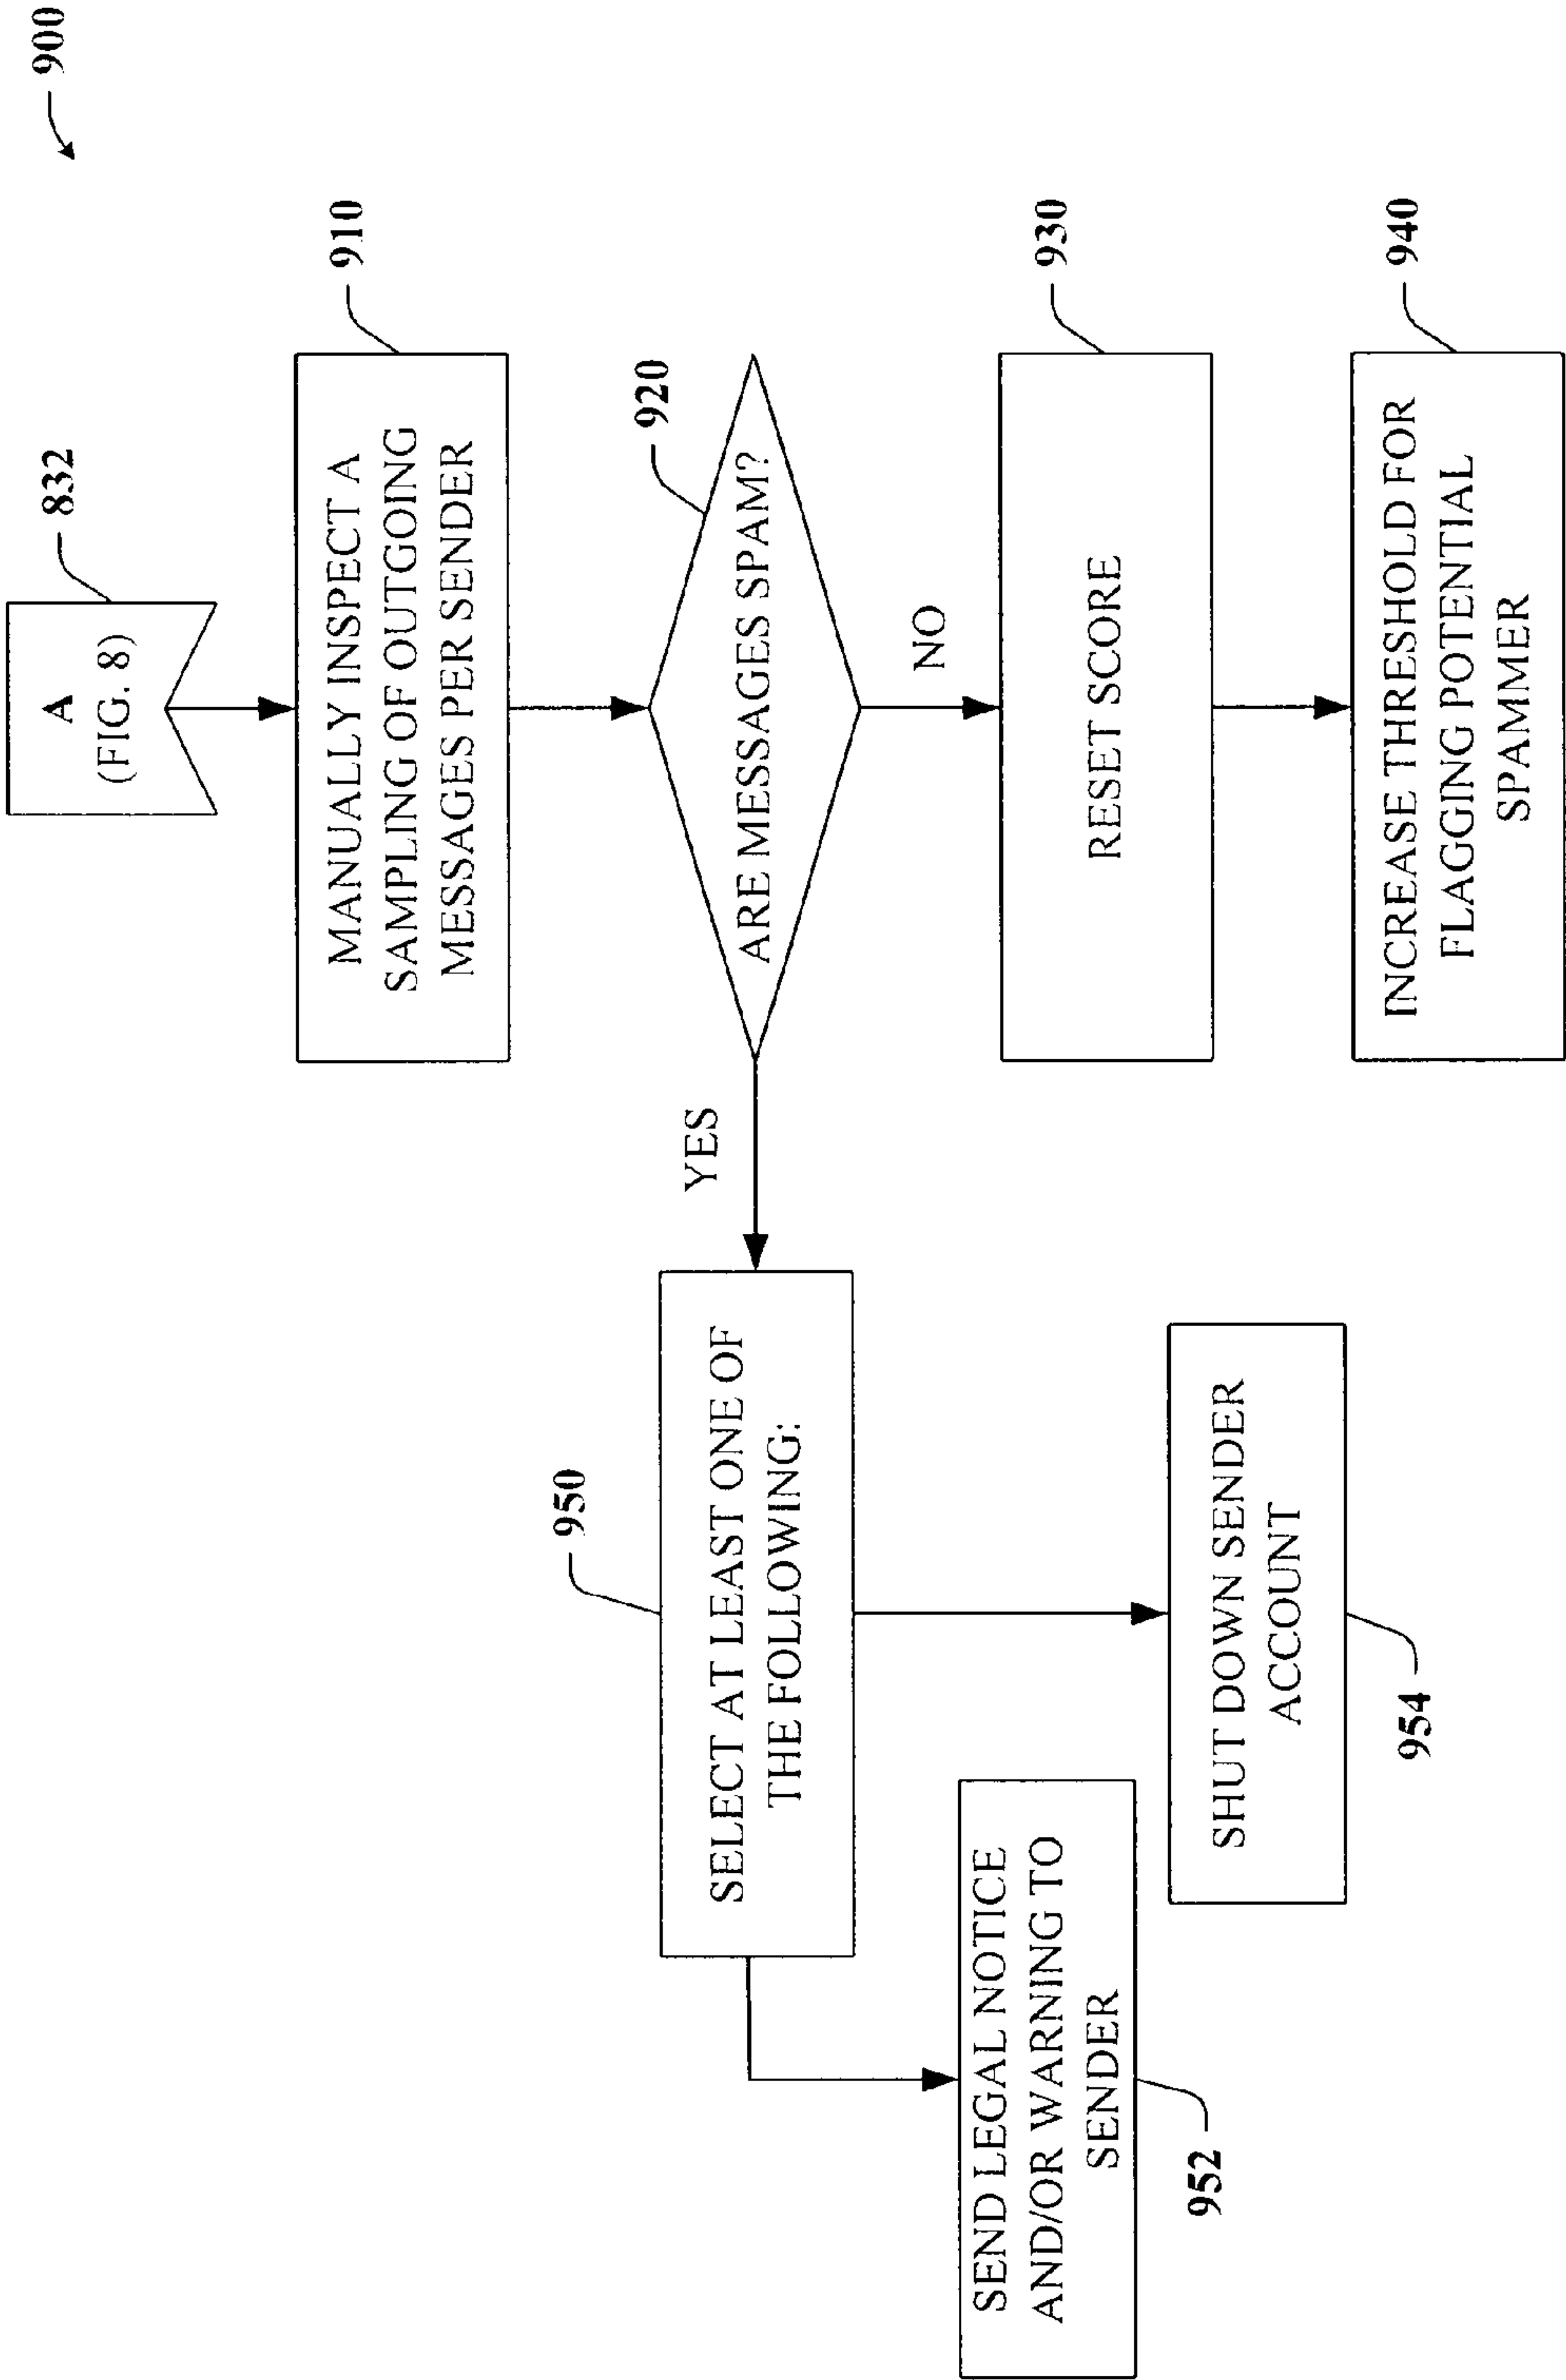 900
832
A
(FIG. 8)
910
MANUALLY INSPECT A
SAMPLING OF OUTGOING
MESSAGES PER SENDER
920
ARE MESSAGES SPAM?
YES
NO
930
RESET SCORE
940
INCREASE THRESHOLD FOR
FLAGGING POTENTIAL
SPAMMER
950
SELECT AT LEAST ONE OF
THE FOLLOWING:
SEND LEGAL NOTICE
AND/OR WARNING TO
SENDER
952
SHUT DOWN SENDER
ACCOUNT
954